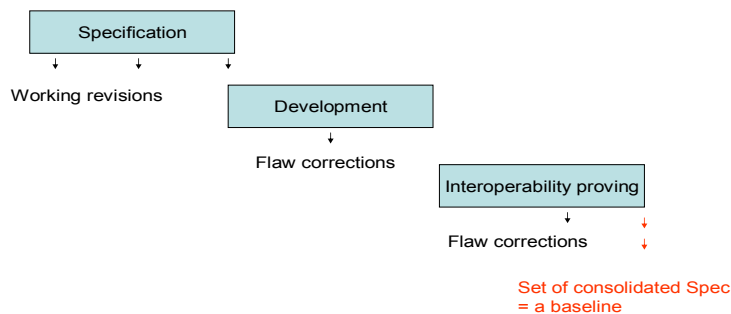 Specification
Working revisions
Development
Flaw corrections
Interoperability proving
Flaw corrections
Set of consolidated Spec
= a baseline